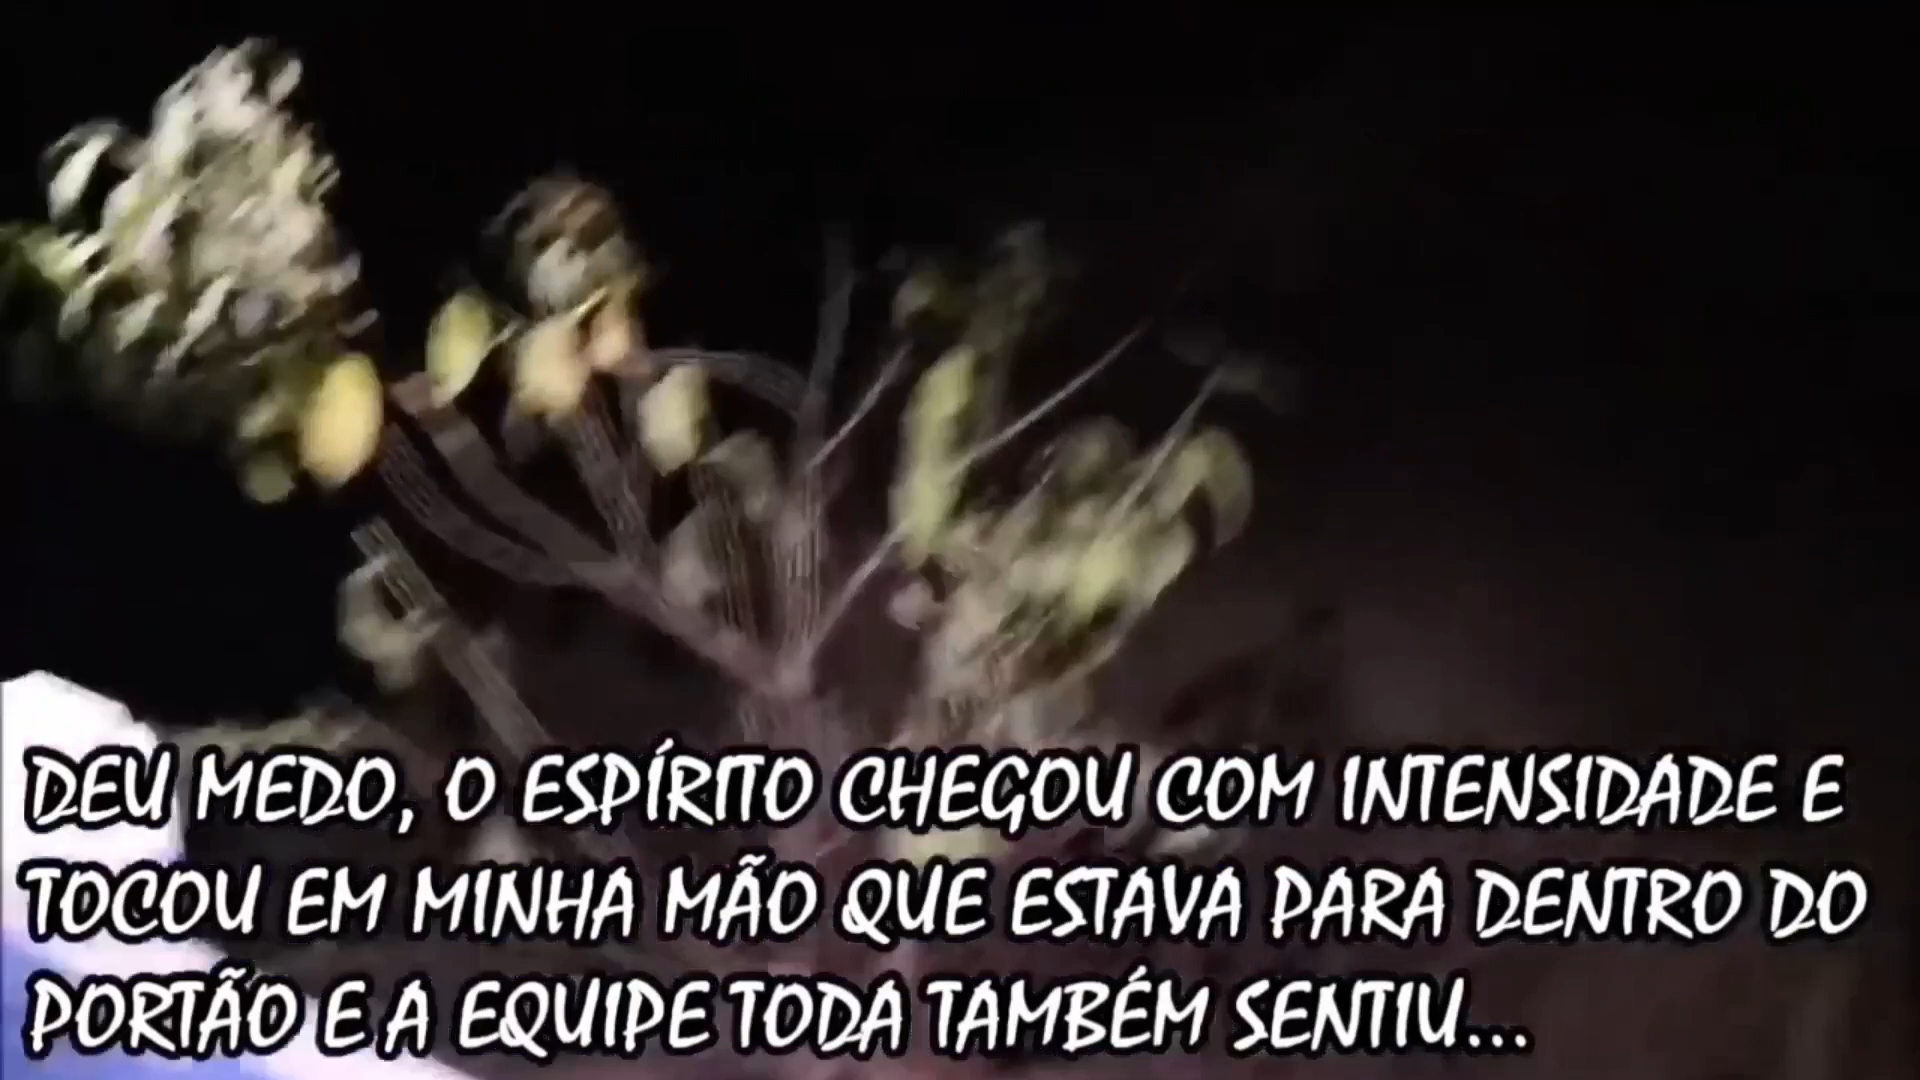 DEU MEDO, O ESPÍRITO CHEGOU COM INTENSIDADE E
TOCOU EM MINHA MÃO QUE ESTAVA PARA DENTRO DO
PORTÃO E A EQUIPE TODA TAMBÉM SENTIU...